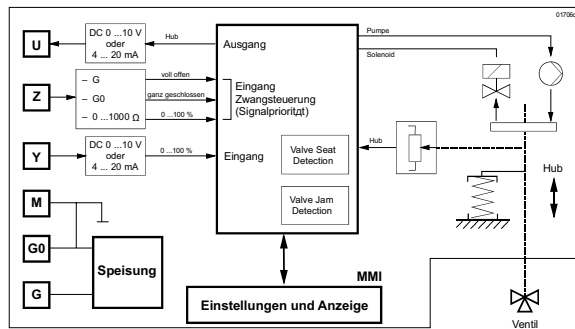 01706d
U
DC 0 ...10 V
oder
4 ... 20 mA
Hub
Ausgang
Pumpe
Solenoid
Z
– G
– G0
– 0...1000 Ω
voll offen
ganz geschlossen
0 ...100 %
Eingang
Zwangsteuerung
(Signalprioritдt)
Y
DC 0 ...10 V
oder
4 ... 20 mA
0 ...100 %
Eingang
Valve Seat
Detection
Valve Jam
Detection
Hub
Hub
M
G0
G
Speisung
MMI
Einstellungen und Anzeige
Ventil